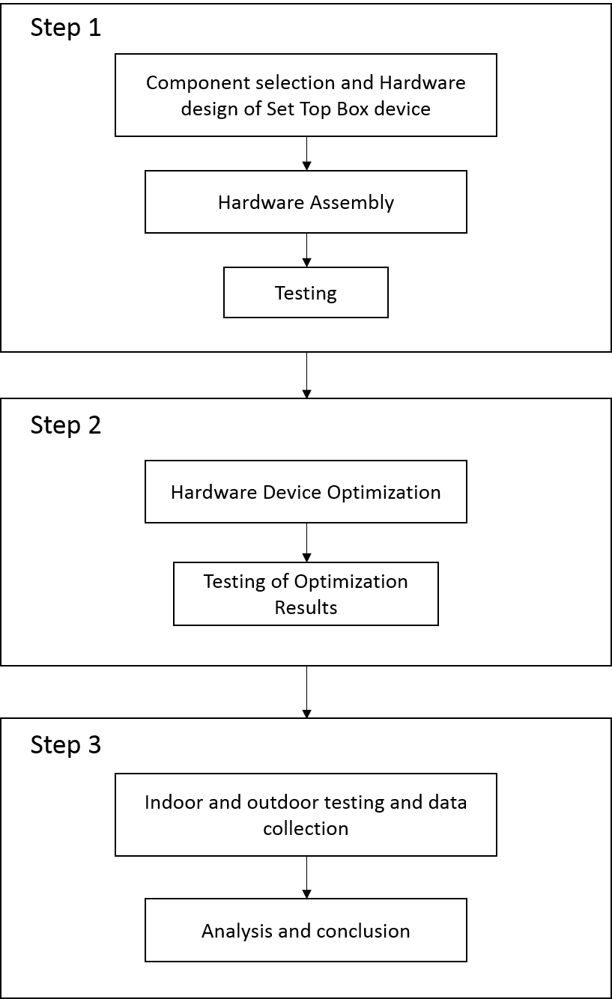 Step 1
Component selection and Hardware
design of Set Top Box device
Hardware Assembly
Testing
Step 2
Hardware Device Optimization
Testing of Optimization
Results
Step 3
Indoor and outdoor testing and data
collection
Analysis and conclusion